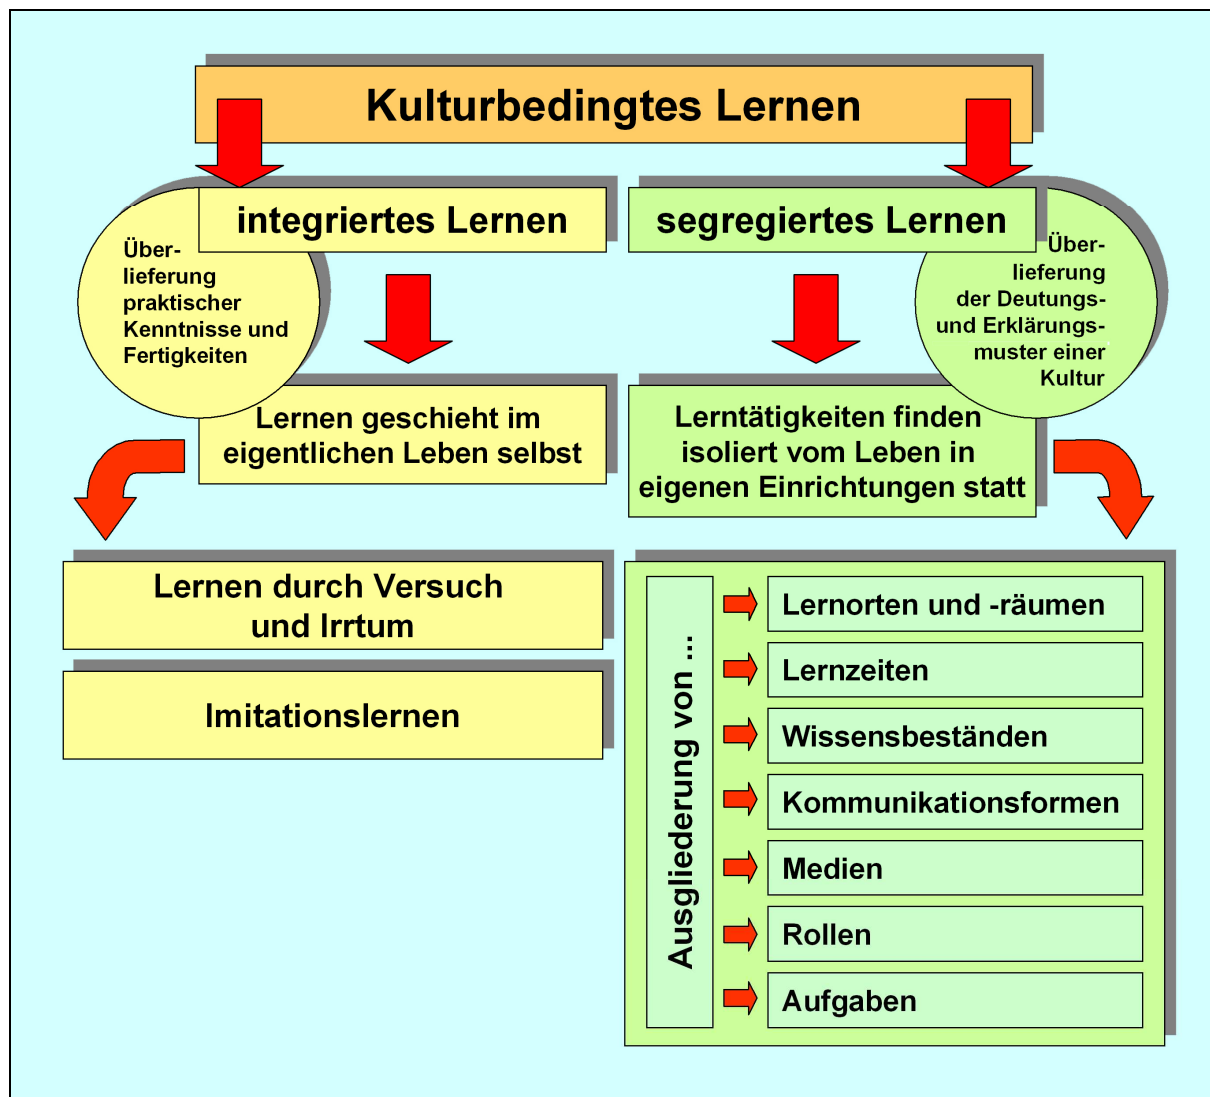 Kulturbedingtes Lernen
integriertes Lernen
Über-
lieferung
praktischer
Kenntnisse und
Fertigkeiten
Lernen geschieht im
eigentlichen Leben selbst
Lernen durch Versuch
und Irrtum
Imitationslernen
segregiertes Lernen
Über-
lieferung
der Deutungs-
und Erklärungs-
muster einer
Kultur
Lerntätigkeiten finden
isoliert vom Leben in
eigenen Einrichtungen statt
Ausgliederung von ...
Lernorten und -räumen
Lernzeiten
Wissensbeständen
Kommunikationsformen
Medien
Rollen
Aufgaben